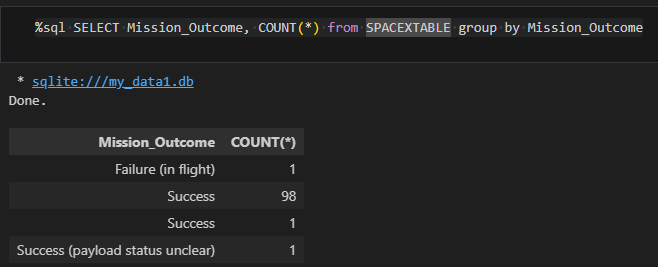 %sql SELECT Mission_Outcome, COUNT(*) from SPACEXTABLE group by Mission_Outcome
* sqlite:///my_data1.db
Done.
Mission_Outcome COUNT(*)
Failure (in flight) 1
Success 98
Success 1
Success (payload status unclear) 1